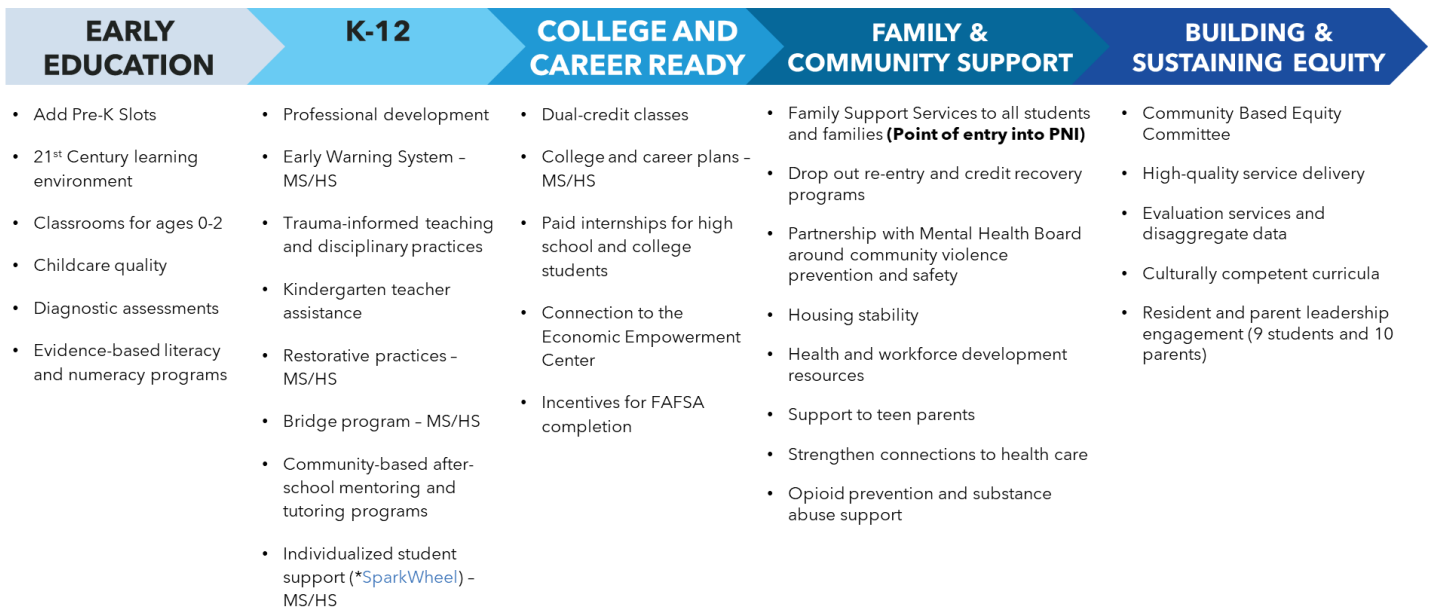 EARLY
EDUCATION
• Add Pre-K Slots
• 21st Century learning
environment
• Classrooms for ages 0-2
• Childcare quality
• Diagnostic assessments
• Evidence-based literacy
and numeracy programs
K-12
• Professional development
• Early Warning System –
MS/HS
• Trauma-informed teaching
and disciplinary practices
• Kindergarten teacher
assistance
• Restorative practices –
MS/HS
• Bridge program – MS/HS
• Community-based after-
school mentoring and
tutoring programs
• Individualized student
support (*SparkWheel) –
MS/HS
COLLEGE AND
CAREER READY
• Dual-credit classes
• College and career plans –
MS/HS
• Paid internships for high
school and college
students
• Connection to the
Economic Empowerment
Center
• Incentives for FAFSA
completion
FAMILY &
COMMUNITY SUPPORT
• Family Support Services to all students
and families (Point of entry into PNI)
• Drop out re-entry and credit recovery
programs
• Partnership with Mental Health Board
around community violence
prevention and safety
• Housing stability
• Health and workforce development
resources
• Support to teen parents
• Strengthen connections to health care
• Opioid prevention and substance
abuse support
BUILDING &
SUSTAINING EQUITY
• Community Based Equity
Committee
• High-quality service delivery
• Evaluation services and
disaggregate data
• Culturally competent curricula
• Resident and parent leadership
engagement (9 students and 10
parents)